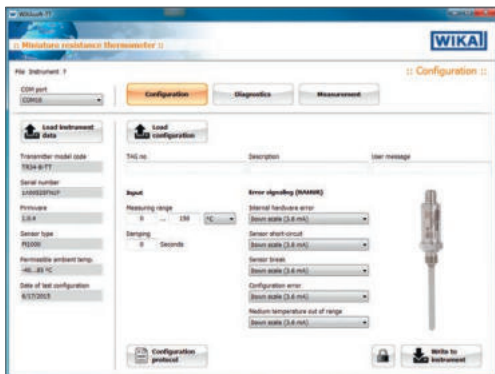 WIKAsoft-TT
:: Miniature resistance thermometer ::
WIKA
File Instrument ?
:: Configuration ::
COM port
COM16
Configuration
Diagnostics
Measurement
Load instrument data
Load configuration
Transmitter model code
TR34-B-TT
TAG no.
Description
User message
Serial number
Firmware
1.0.4
Sensor type
Pt1000
Permissible ambient temp.
-40...85 °C
Date of last configuration
6/17/2015
Input
Measuring range
0 ... 150 °C
Damping
0 Seconds
Error signaling (NAMUR)
Internal hardware error
Down scale (3.6 mA)
Sensor short-circuit
Down scale (3.6 mA)
Sensor break
Down scale (3.6 mA)
Configuration error
Down scale (3.6 mA)
Medium temperature out of range
Down scale (3.6 mA)
Configuration protocol
Write to instrument